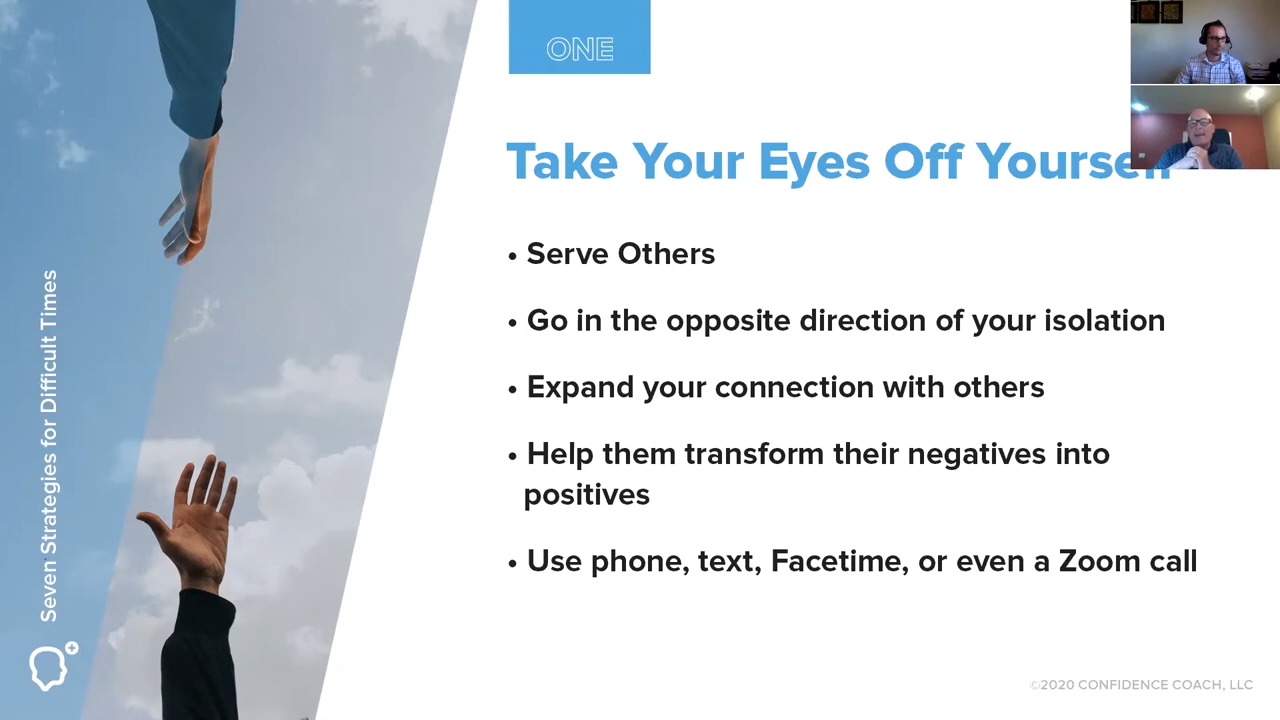 ONE
Take Your Eyes Off
• Serve Others
• Go in the opposite direction of your isolation
• Expand your connection with others
• Help them transform their negatives into
positives
• Use phone, text, Facetime, or even a Zoom call
Seven Strategies for Difficult Times
©2020 CONFIDENCE COACH, LLC